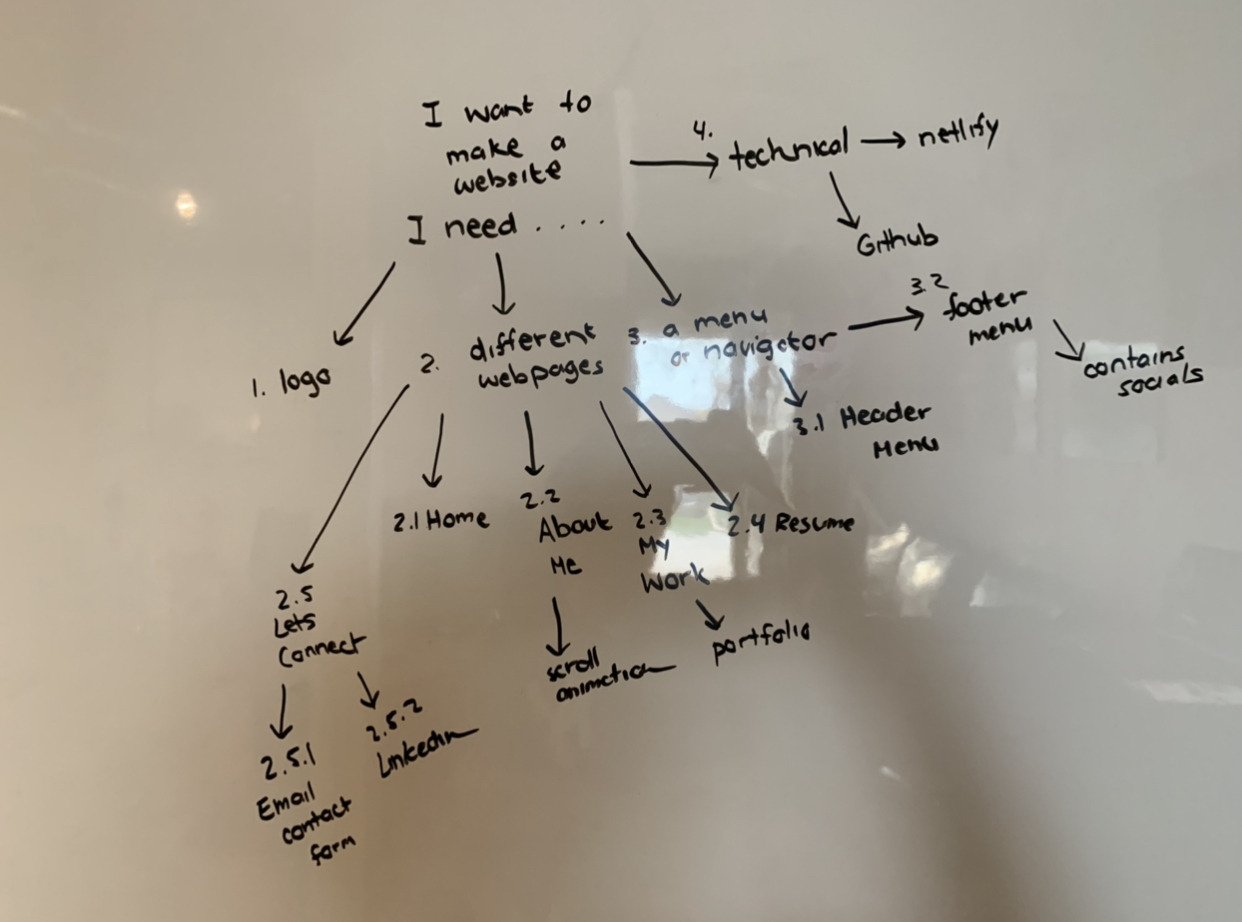 I want to
make a
website
I need ....
4.
technical
netlify
Github
1. logo
2.
different
webpages
3. a menu
or navigator
3.2
footer
menu
contains
socials
3.1 Header
Menu
2.1 Home
2.2
About
Me
scroll
animation
2.3
My
Work
portfolio
2.4 Resume
2.5
Lets
Connect
2.5.1
Email
contact
form
2.5.2
Linkedin